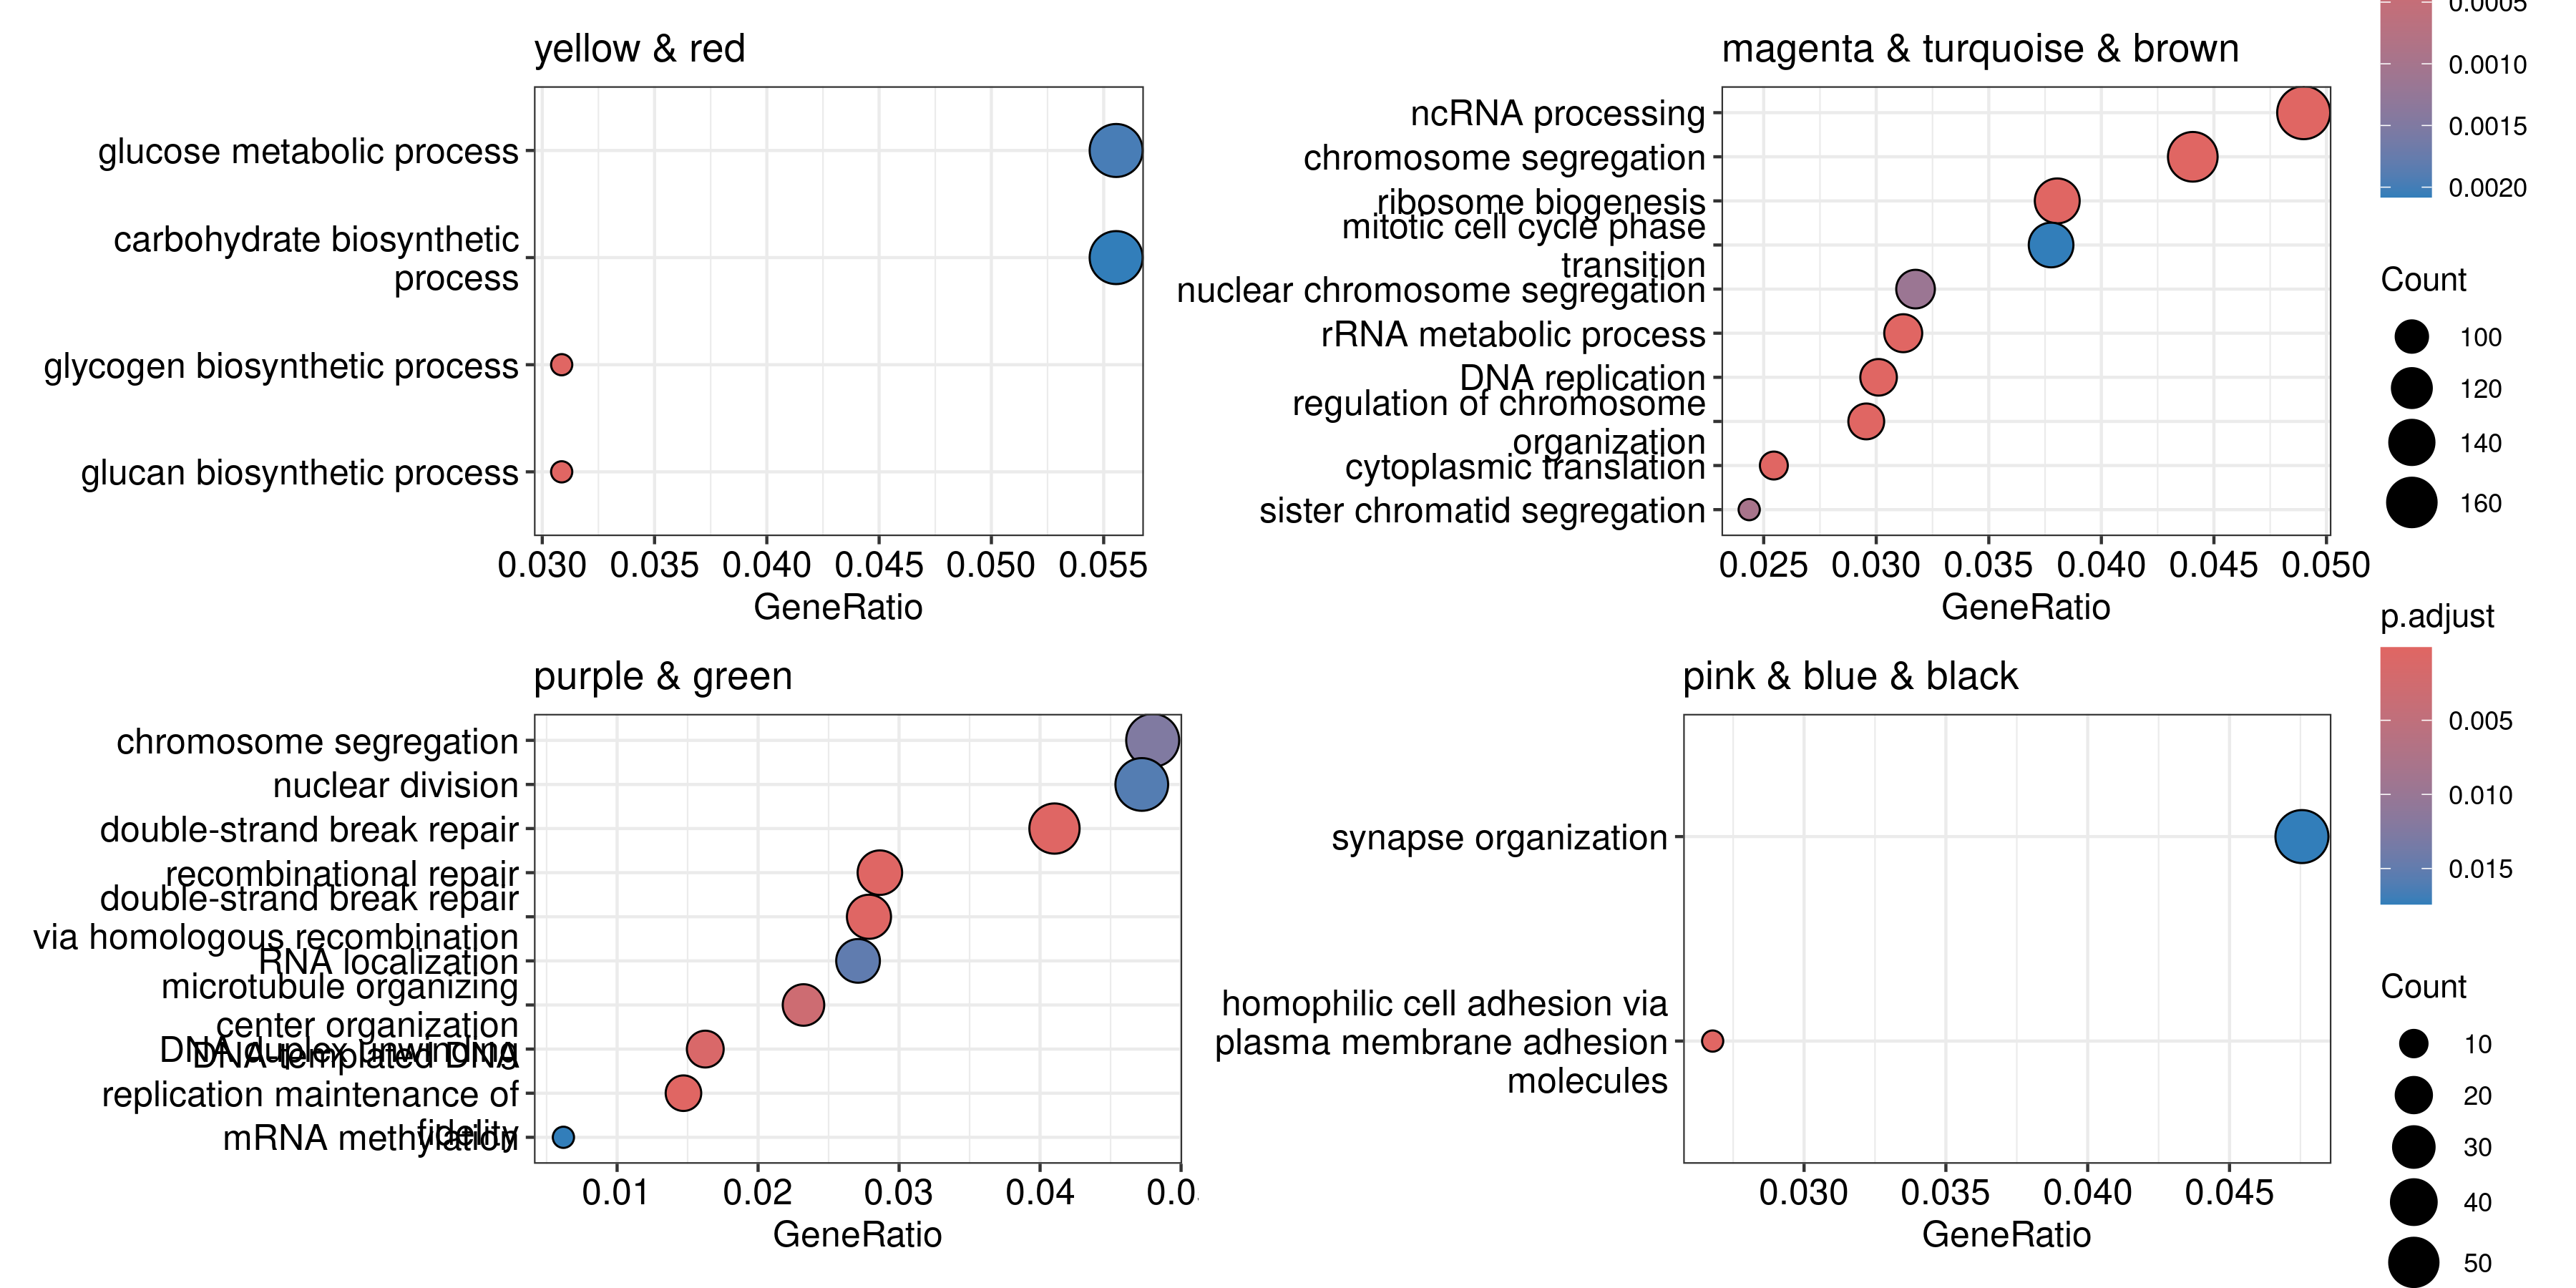 yellow & red
glucose metabolic process
carbohydrate biosynthetic
process
glycogen biosynthetic process
glucan biosynthetic process
0.030 0.035 0.040 0.045 0.050 0.055
GeneRatio
magenta & turquoise & brown
ncRNA processing
chromosome segregation
ribosome biogenesis
mitotic cell cycle phase
transition
nuclear chromosome segregation
rRNA metabolic process
DNA replication
regulation of chromosome
organization
cytoplasmic translation
sister chromatid segregation
0.025 0.030 0.035 0.040 0.045 0.050
GeneRatio
0.0005
0.0010
0.0015
0.0020
Count
100
120
140
160
purple & green
chromosome segregation
nuclear division
double-strand break repair
recombinational repair
double-strand break repair
via homologous recombination
RNA localization
microtubule organizing
center organization
DNA duplex unwinding
DNA-templated DNA
replication maintenance of
fidelity
mRNA methylation
0.01 0.02 0.03 0.04 0.0
GeneRatio
pink & blue & black
synapse organization
homophilic cell adhesion via
plasma membrane adhesion
molecules
0.030 0.035 0.040 0.045
GeneRatio
p.adjust
0.005
0.010
0.015
Count
10
20
30
40
50